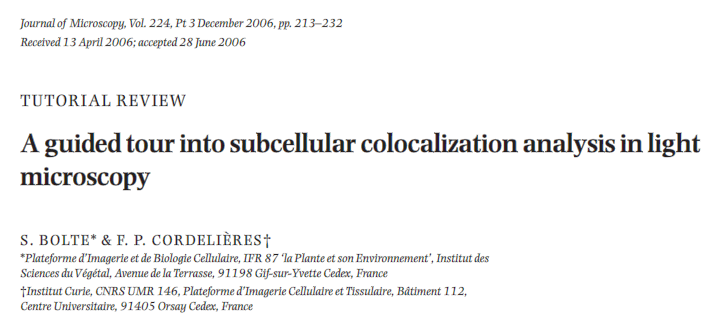 Journal of Microscopy, Vol. 224, Pt 3 December 2006, pp. 213–232
Received 13 April 2006; accepted 28 June 2006
TUTORIAL REVIEW
A guided tour into subcellular colocalization analysis in light
microscopy
S. BOLTE* & F. P. CORDELIÈRES†
*Plateforme d'Imagerie et de Biologie Cellulaire, IFR 87 ‘la Plante et son Environnement’, Institut des
Sciences du Végétal, Avenue de la Terrasse, 91198 Gif-sur-Yvette Cedex, France
†Institut Curie, CNRS UMR 146, Plateforme d'Imagerie Cellulaire et Tissulaire, Bâtiment 112,
Centre Universitaire, 91405 Orsay Cedex, France